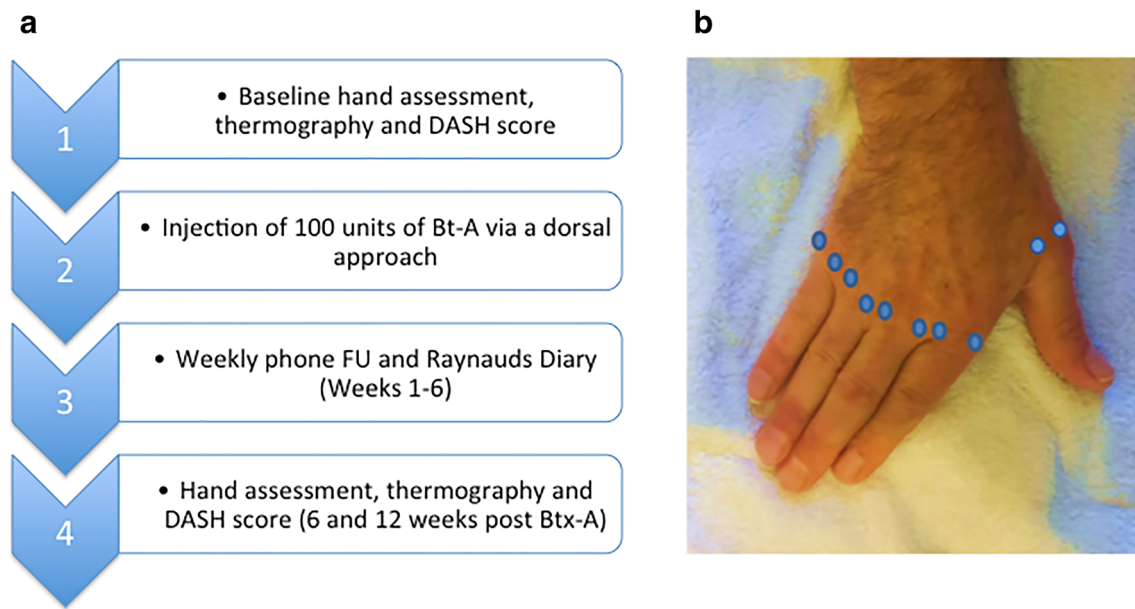 a
b
1
• Baseline hand assessment,
thermography and DASH score
2
• Injection of 100 units of Bt-A via a dorsal
approach
3
• Weekly phone FU and Raynauds Diary
(Weeks 1-6)
4
• Hand assessment, thermography and
DASH score (6 and 12 weeks post Btx-A)